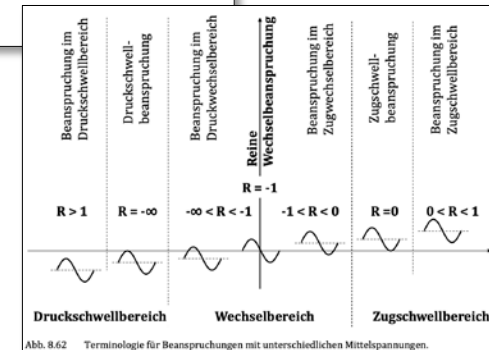 Beanspruchung im
Druckschwellbereich
Druckschwell-
beanspruchung
Beanspruchung im
Druckwechselbereich
Reine
Wechselbeanspruchung
Beanspruchung im
Zugwechselbereich
Zugschwell-
beanspruchung
Beanspruchung im
Zugschwellbereich
R = -1
R > 1
R = -∞
-∞ < R < -1
-1 < R < 0
R =0
0 < R < 1
Druckschwellbereich
Wechselbereich
Zugschwellbereich
Abb. 8.62 Terminologie für Beanspruchungen mit unterschiedlichen Mittelspannungen.